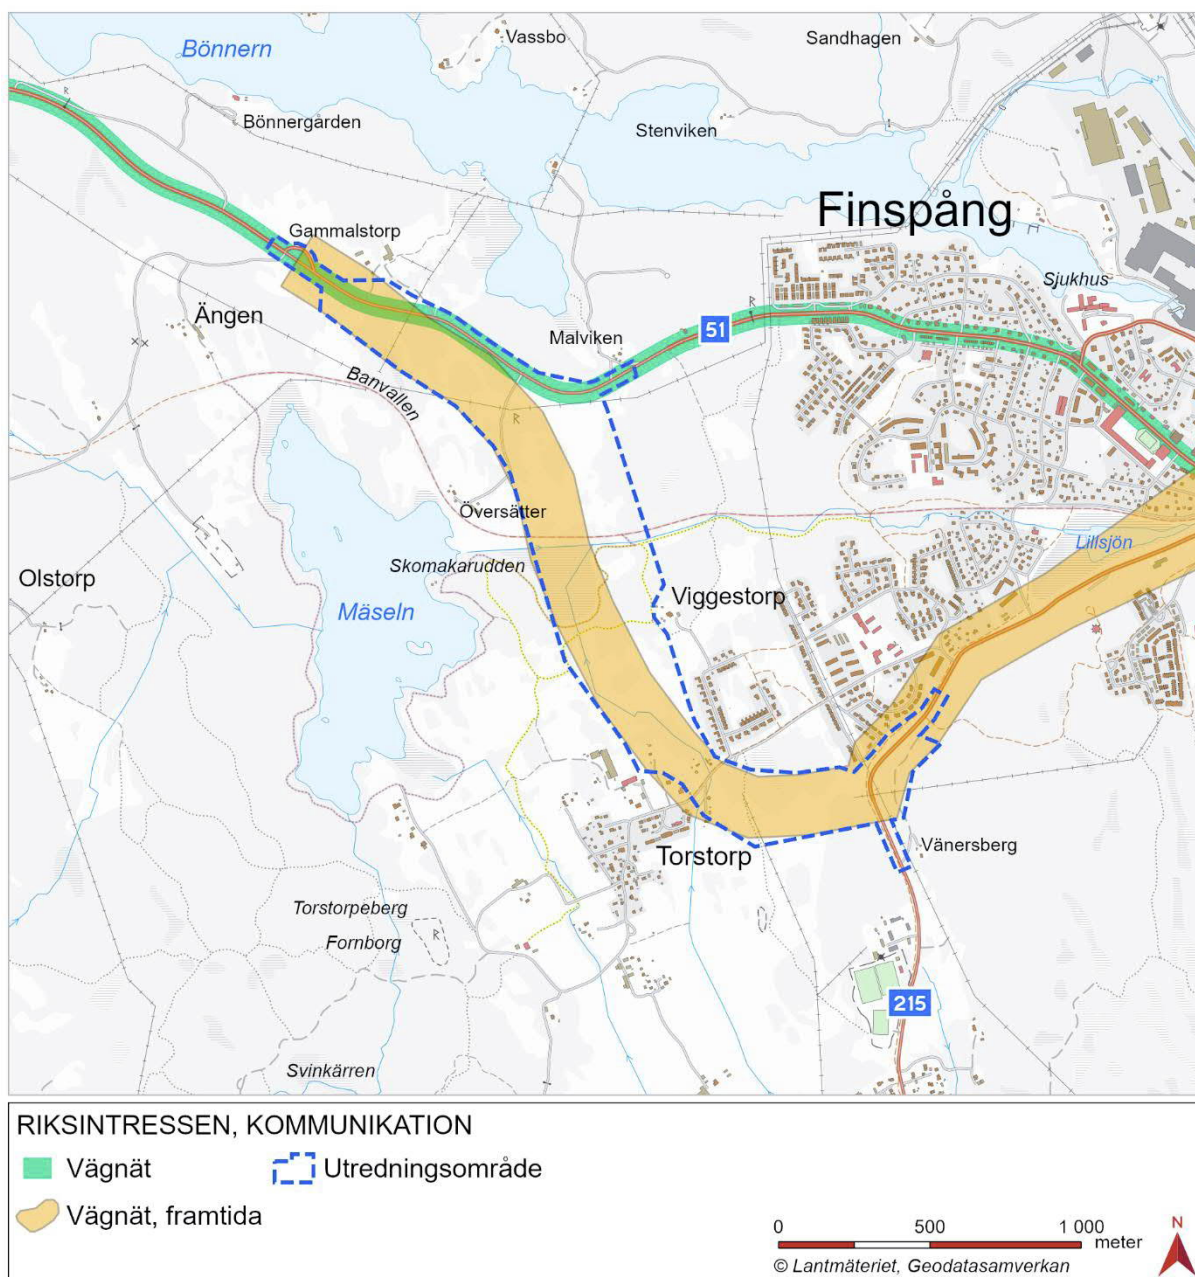 Bönnern
Vassbo
Sandhagen
R
Bönnergården
Stenviken
Finspång
Gammalstorp
Sjukhus
Ängen
Malviken
51
R
Banvallen
R
Översätter
Lillsjön
Skomakarudden
Olstorp
Mäseln
Viggestorp
Torstorp
Vänersberg
Torstorpeberg
Fornborg
R
215
Svinkärren
RIKSINTRESSEN, KOMMUNIKATION
Vägnät
Utredningsområde
Vägnät, framtida
0 500 1 000
meter
N
© Lantmäteriet, Geodatasamverkan